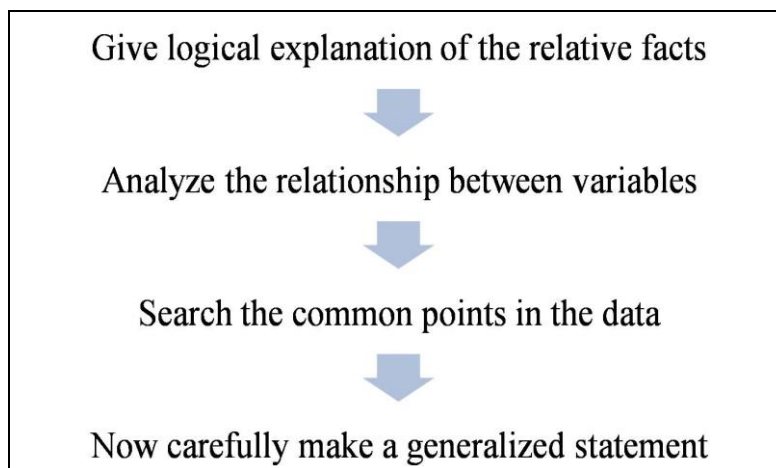 Give logical explanation of the relative facts
Analyze the relationship between variables
Search the common points in the data
Now carefully make a generalized statement